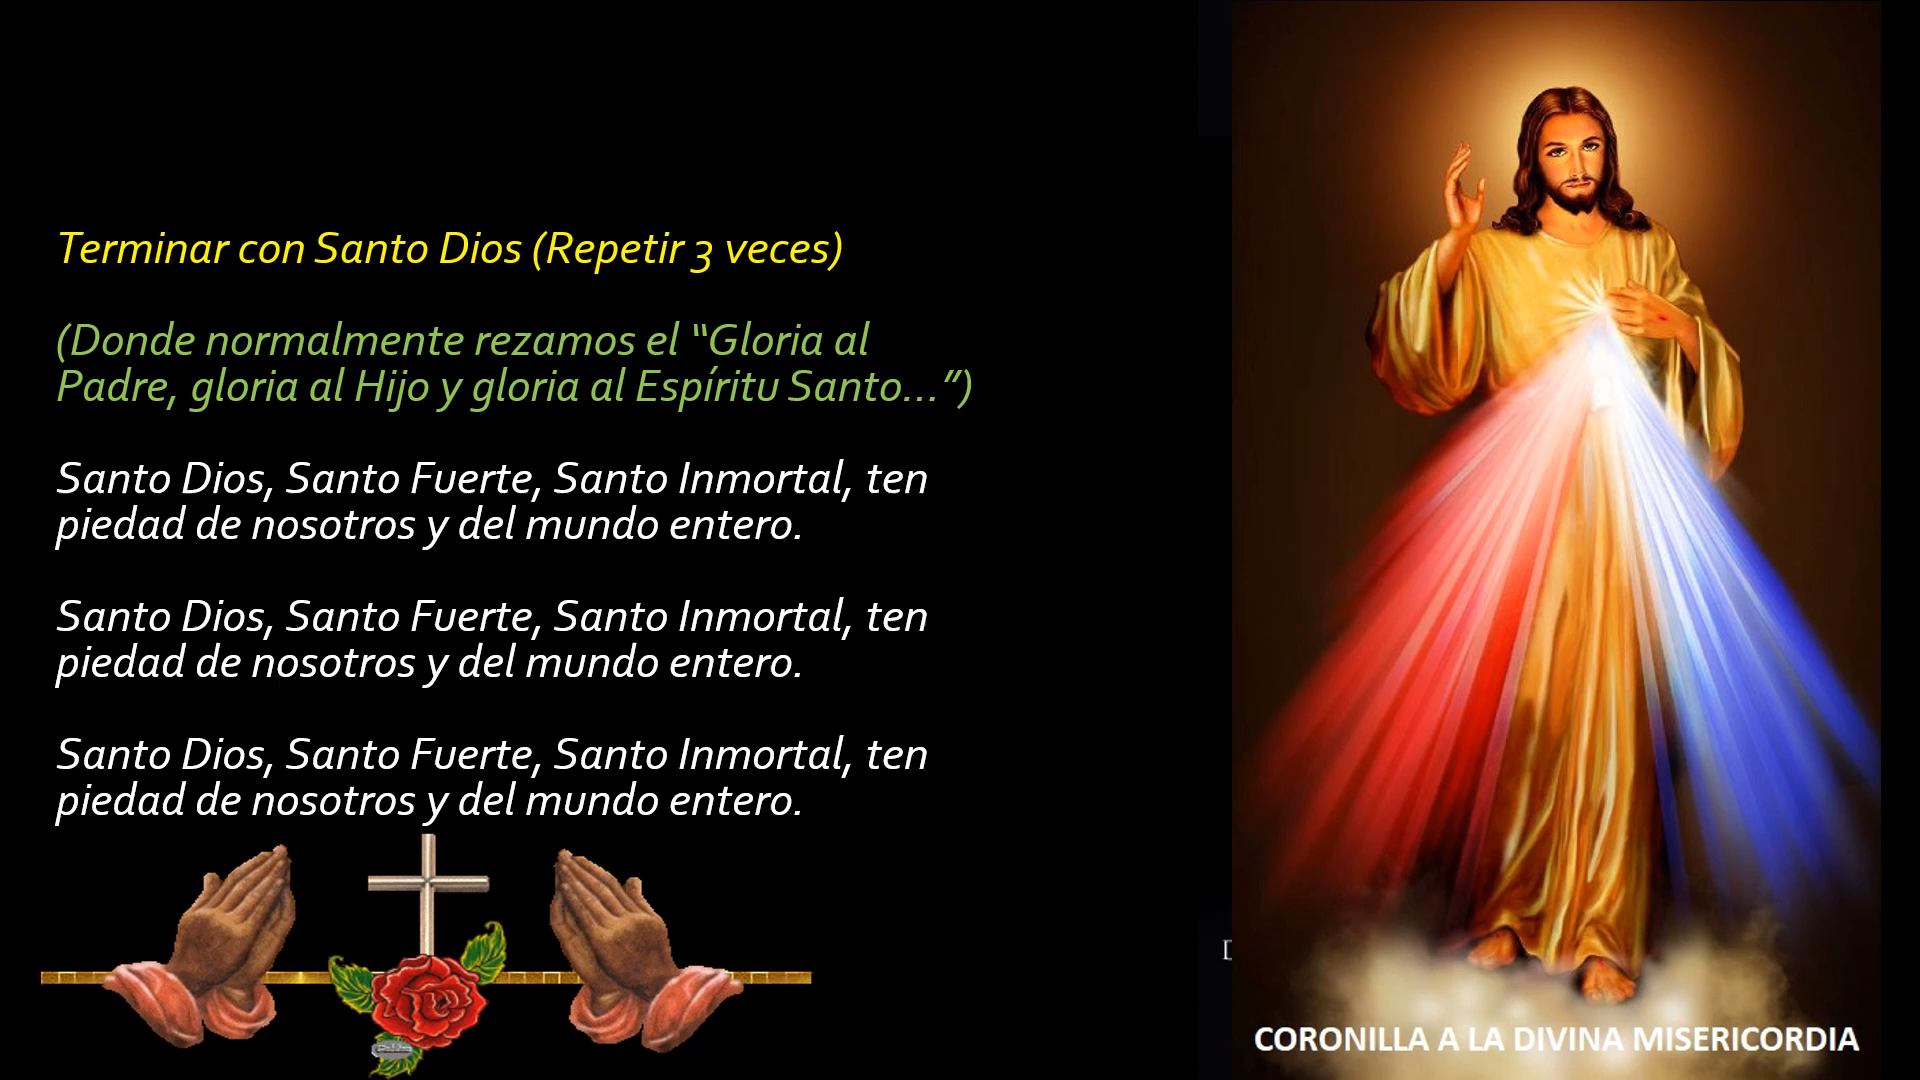 Terminar con Santo Dios (Repetir 3 veces)
(Donde normalmente rezamos el “Gloria al
Padre, gloria al Hijo y gloria al Espíritu Santo...”)
Santo Dios, Santo Fuerte, Santo Inmortal, ten
piedad de nosotros y del mundo entero.
Santo Dios, Santo Fuerte, Santo Inmortal, ten
piedad de nosotros y del mundo entero.
Santo Dios, Santo Fuerte, Santo Inmortal, ten
piedad de nosotros y del mundo entero.
CORONILLA A LA DIVINA MISERICORDIA